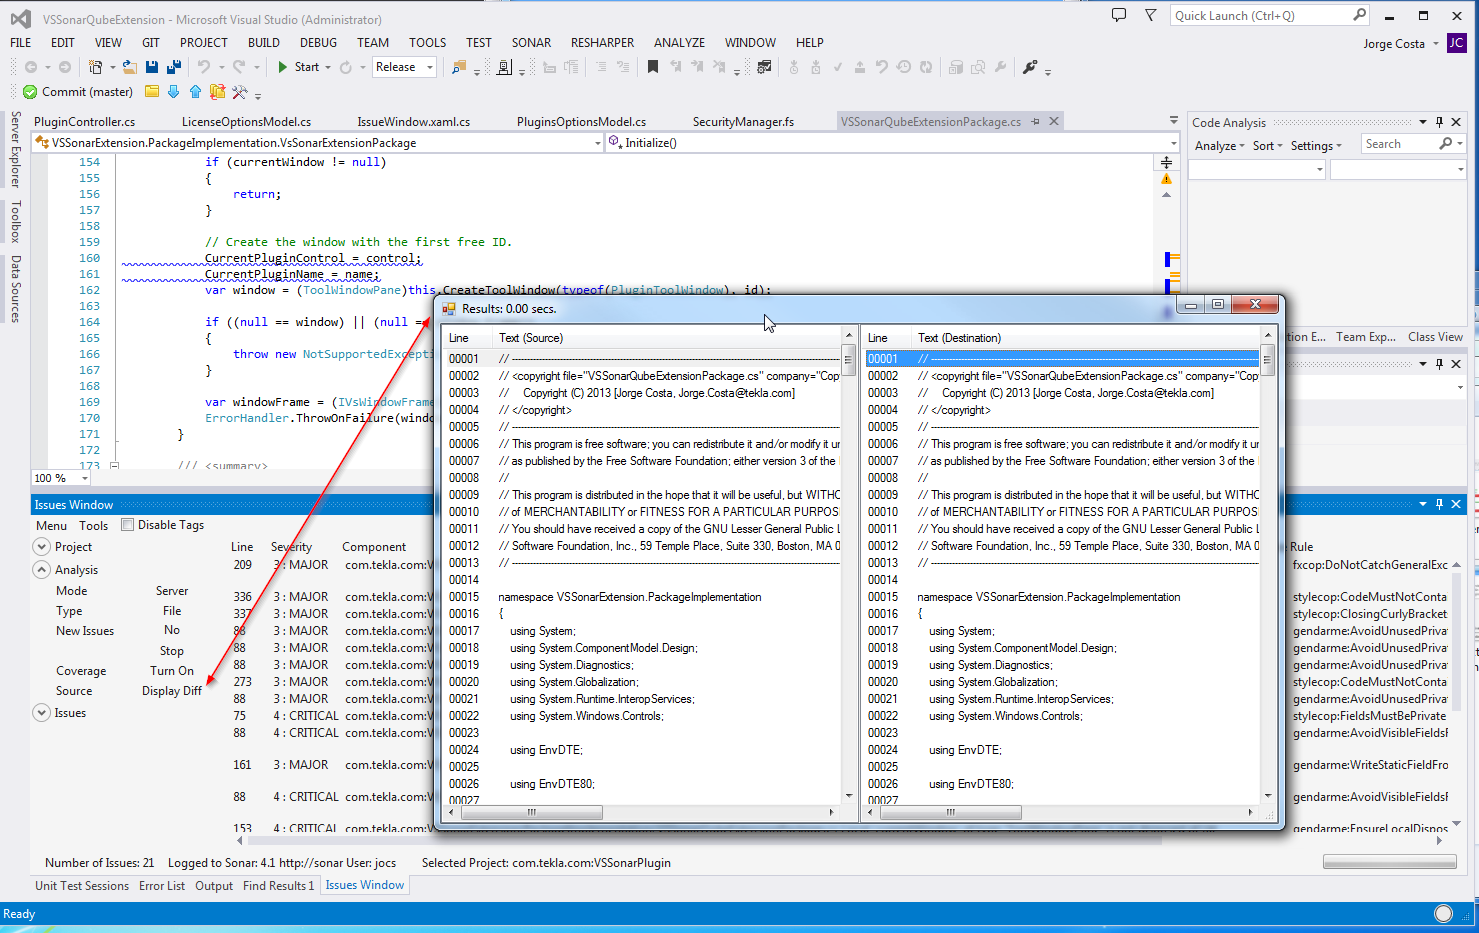 VSSonarQubeExtension - Microsoft Visual Studio (Administrator)
Quick Launch (Ctrl+Q)
FILE EDIT VIEW GIT PROJECT BUILD DEBUG TEAM TOOLS TEST SONAR RESHARPER ANALYZE WINDOW HELP
Jorge Costa JC
Start Release
Commit (master)
Server Explorer
Toolbox
Data Sources
PluginController.cs LicenseOptionsModel.cs IssueWindow.xaml.cs PluginsOptionsModel.cs SecurityManager.fs VSSonarQubeExtensionPackage.cs
VSSonarExtension.PackageImplementation.VsSonarExtensionPackage Initialize()
154 if (currentWindow != null)
155 {
156 return;
157 }
158
159 // Create the window with the first free ID.
160 CurrentPluginControl = control;
161 CurrentPluginName = name;
162 var window = (ToolWindowPane)this.CreateToolWindow(typeof(PluginToolWindow), id);
163
164 if ((null == window) || (null =
165 {
166 throw new NotSupportedExcepti
167 }
168
169 var windowFrame = (IVsWindowFrame
170 ErrorHandler.ThrowOnFailure(windo
171 }
172
173 /// <summary>
100 %
Code Analysis
Analyze Sort Settings Search
tion E... Team Exp... Class View
Results: 0.00 secs.
Line Text (Source)
00001 // ----------
00002 // <copyright file="VSSonarQubeExtensionPackage.cs" company="Cop
00003 // Copyright (C) 2013 [Jorge Costa, Jorge.Costa@tekla.com]
00004 // </copyright>
00005 // ----------
00006 // This program is free software; you can redistribute it and/or modify it ur
00007 // as published by the Free Software Foundation; either version 3 of the
00008 //
00009 // This program is distributed in the hope that it will be useful, but WITHO
00010 // of MERCHANTABILITY or FITNESS FOR A PARTICULAR PURPOS
00011 // You should have received a copy of the GNU Lesser General Public L
00012 // Software Foundation, Inc., 59 Temple Place, Suite 330, Boston, MA 0
00013 // ----------
00014
00015 namespace VSSonarExtension.PackageImplementation
00016 {
00017 using System;
00018 using System.ComponentModel.Design;
00019 using System.Diagnostics;
00020 using System.Globalization;
00021 using System.Runtime.InteropServices;
00022 using System.Windows.Controls;
00023
00024 using EnvDTE;
00025
00026 using EnvDTE80;
00027
Line Text (Destination)
00001 // ----------
00002 // <copyright file="VSSonarQubeExtensionPackage.cs" company="Cop
00003 // Copyright (C) 2013 [Jorge Costa, Jorge.Costa@tekla.com]
00004 // </copyright>
00005 // ----------
00006 // This program is free software; you can redistribute it and/or modify it ur
00007 // as published by the Free Software Foundation; either version 3 of the
00008 //
00009 // This program is distributed in the hope that it will be useful, but WITHO
00010 // of MERCHANTABILITY or FITNESS FOR A PARTICULAR PURPOS
00011 // You should have received a copy of the GNU Lesser General Public L
00012 // Software Foundation, Inc., 59 Temple Place, Suite 330, Boston, MA 0
00013 // ----------
00014
00015 namespace VSSonarExtension.PackageImplementation
00016 {
00017 using System;
00018 using System.ComponentModel.Design;
00019 using System.Diagnostics;
00020 using System.Globalization;
00021 using System.Runtime.InteropServices;
00022 using System.Windows.Controls;
00023
00024 using EnvDTE;
00025
00026 using EnvDTE80;
00027
Issues Window
Menu Tools Disable Tags
Project
Analysis
Mode Server
Type File
New Issues No
Stop
Coverage Turn On
Source Display Diff
Issues
Line Severity Component Rule
209 3 : MAJOR com.tekla.com:V fxcop:DoNotCatchGeneralExc
336 3 : MAJOR com.tekla.com:V stylecop:CodeMustNotConta
337 3 : MAJOR com.tekla.com:V stylecop:ClosingCurlyBracket
88 3 : MAJOR com.tekla.com:V gendarme:AvoidUnusedPriva
88 3 : MAJOR com.tekla.com:V gendarme:AvoidUnusedPriva
88 3 : MAJOR com.tekla.com:V gendarme:AvoidUnusedPriva
273 3 : MAJOR com.tekla.com:V stylecop:CodeMustNotConta
88 3 : MAJOR com.tekla.com:V gendarme:AvoidUnusedPriva
75 4 : CRITICAL com.tekla.com:V stylecop:FieldsMustBePrivate
88 4 : CRITICAL com.tekla.com:V gendarme:AvoidVisibleFieldsF
161 3 : MAJOR com.tekla.com:V gendarme:WriteStaticFieldFro
88 4 : CRITICAL com.tekla.com:V gendarme:AvoidVisibleFieldsF
153 4 : CRITICAL com.tekla.com:V gendarme:EnsureLocalDispos
Number of Issues: 21 Logged to Sonar: 4.1 http://sonar User: jocs Selected Project: com.tekla.com:VSSonarPlugin
Unit Test Sessions Error List Output Find Results 1 Issues Window
Ready